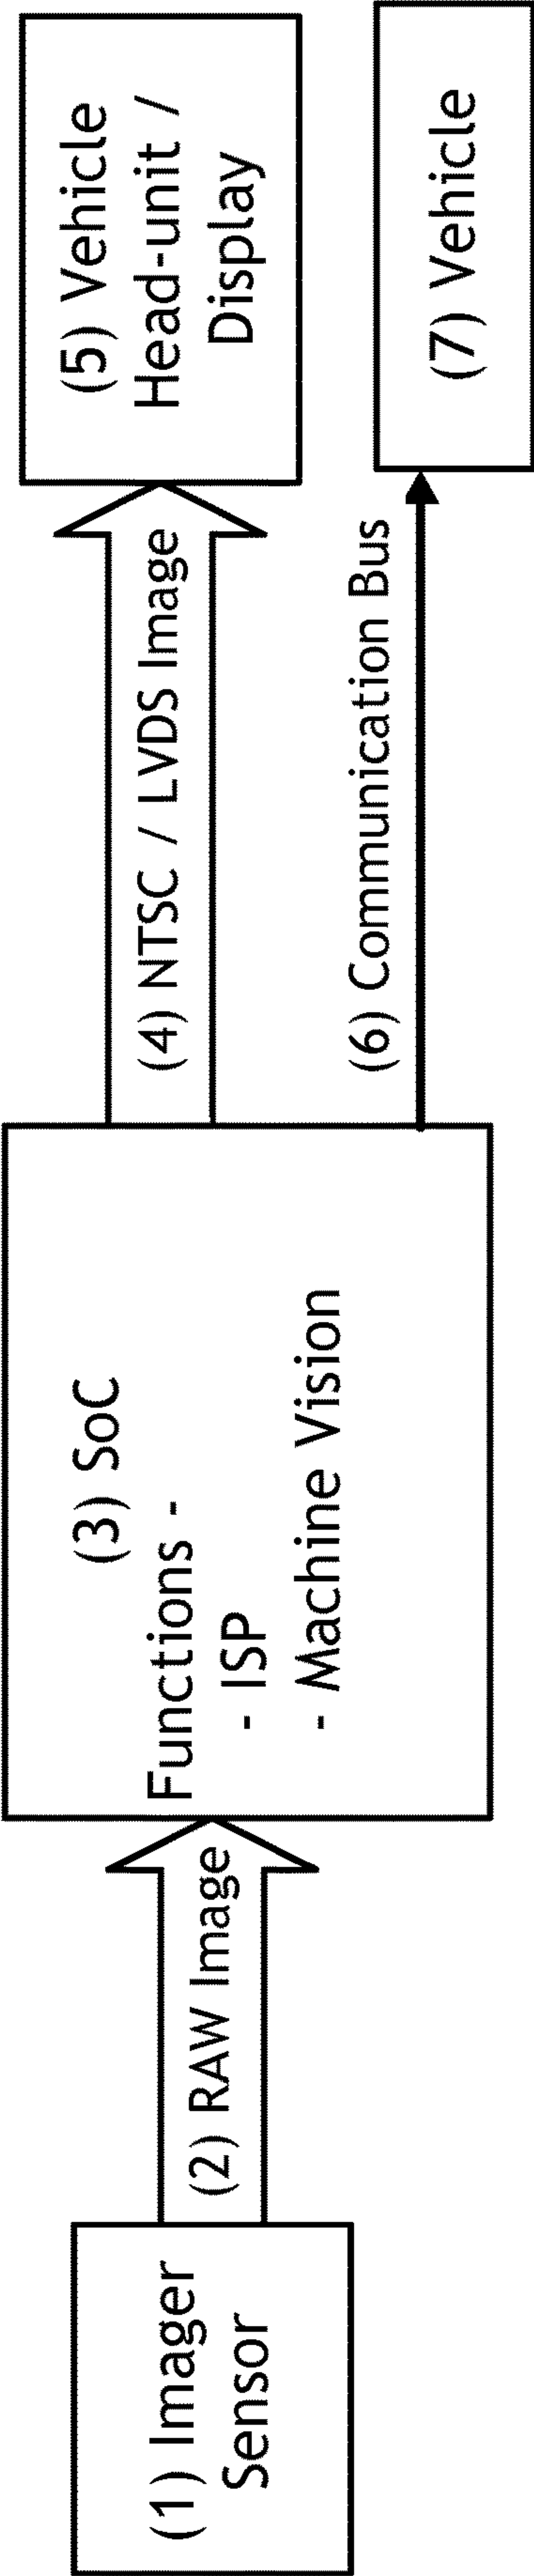 (1) Imager
Sensor
(2) RAW Image
(3) SoC
Functions -
- ISP
- Machine Vision
(4) NTSC / LVDS Image
(5) Vehicle
Head-unit /
Display
(6) Communication Bus
(7) Vehicle